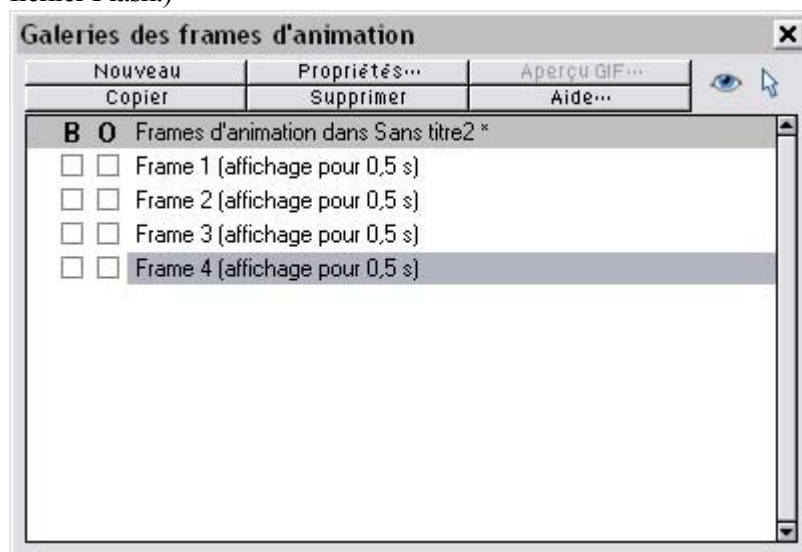 fichier Flash.)
Galeries des frames d'animation
Nouveau Propriétés... Aperçu GIF...
Copier Supprimer Aide...
B O Frames d'animation dans Sans titre2 *
Frame 1 (affichage pour 0,5 s)
Frame 2 (affichage pour 0,5 s)
Frame 3 (affichage pour 0,5 s)
Frame 4 (affichage pour 0,5 s)